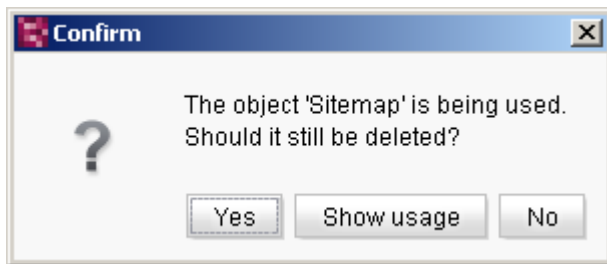 Confirm
The object 'Sitemap' is being used.
Should it still be deleted?
Yes
Show usage
No